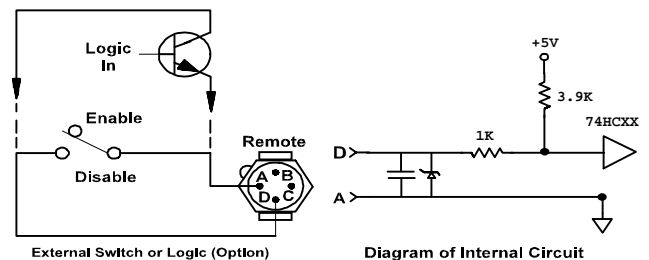 Logic
In
Enable
Disable
Remote
A
B
D
C
External Switch or Logic (Option)
+5V
3.9K
74HCXX
1K
D
A
Diagram of Internal Circuit